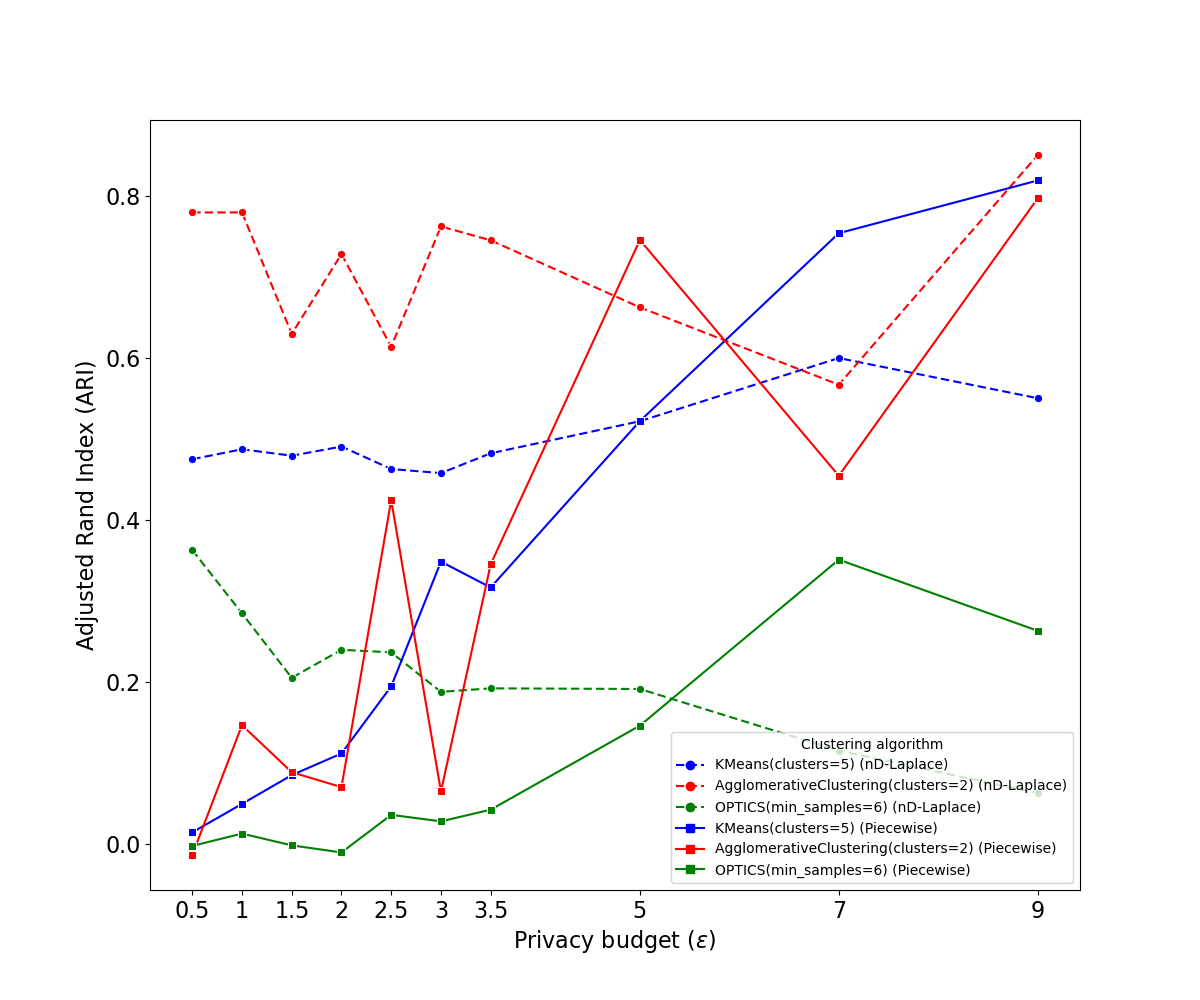 Adjusted Rand Index (ARI)
0.8
0.6
0.4
0.2
0.0
Clustering algorithm
KMeans(clusters=5) (nD-Laplace)
AgglomerativeClustering(clusters=2) (nD-Laplace)
OPTICS(min_samples=6) (nD-Laplace)
KMeans(clusters=5) (Piecewise)
AgglomerativeClustering(clusters=2) (Piecewise)
OPTICS(min_samples=6) (Piecewise)
0.5 1 1.5 2 2.5 3 3.5 5 7 9
Privacy budget (ε)